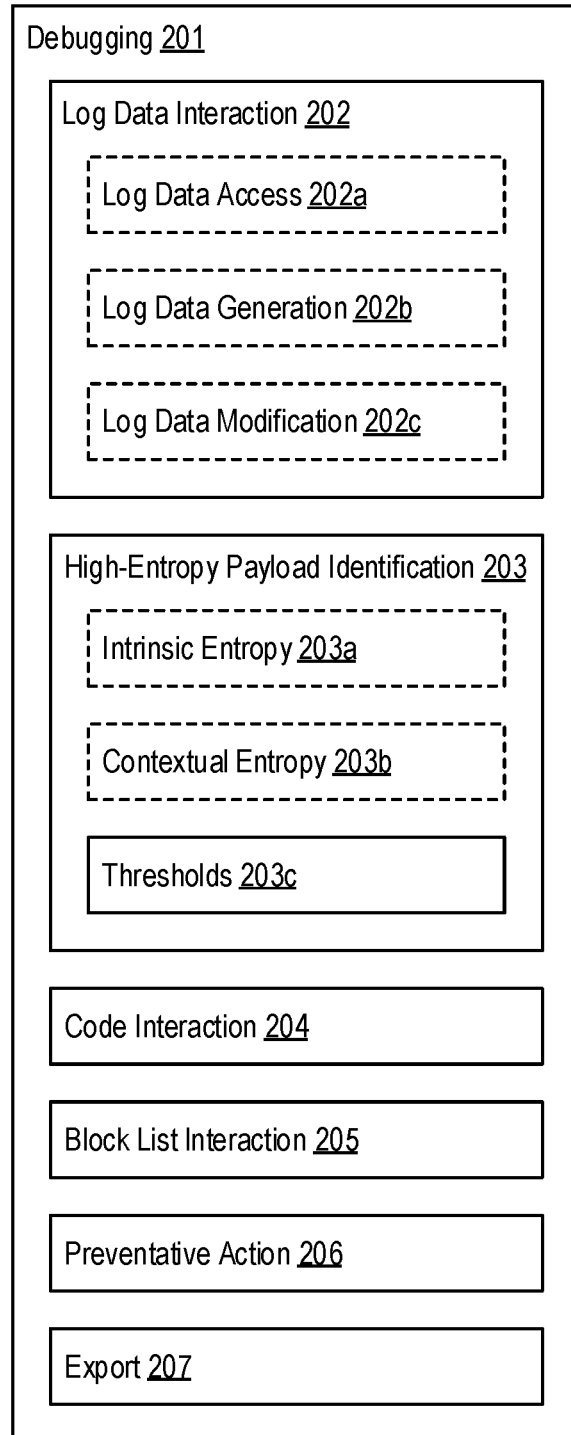 Debugging 201
Log Data Interaction 202
Log Data Access 202a
Log Data Generation 202b
Log Data Modification 202c
High-Entropy Payload Identification 203
Intrinsic Entropy 203a
Contextual Entropy 203b
Thresholds 203c
Code Interaction 204
Block List Interaction 205
Preventative Action 206
Export 207